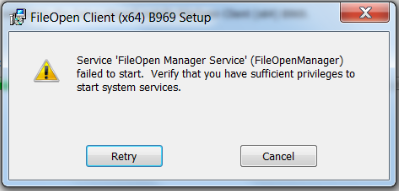 FileOpen Client (x64) B969 Setup
Service 'FileOpen Manager Service' (FileOpenManager)
failed to start. Verify that you have sufficient privileges to
start system services.
Retry
Cancel